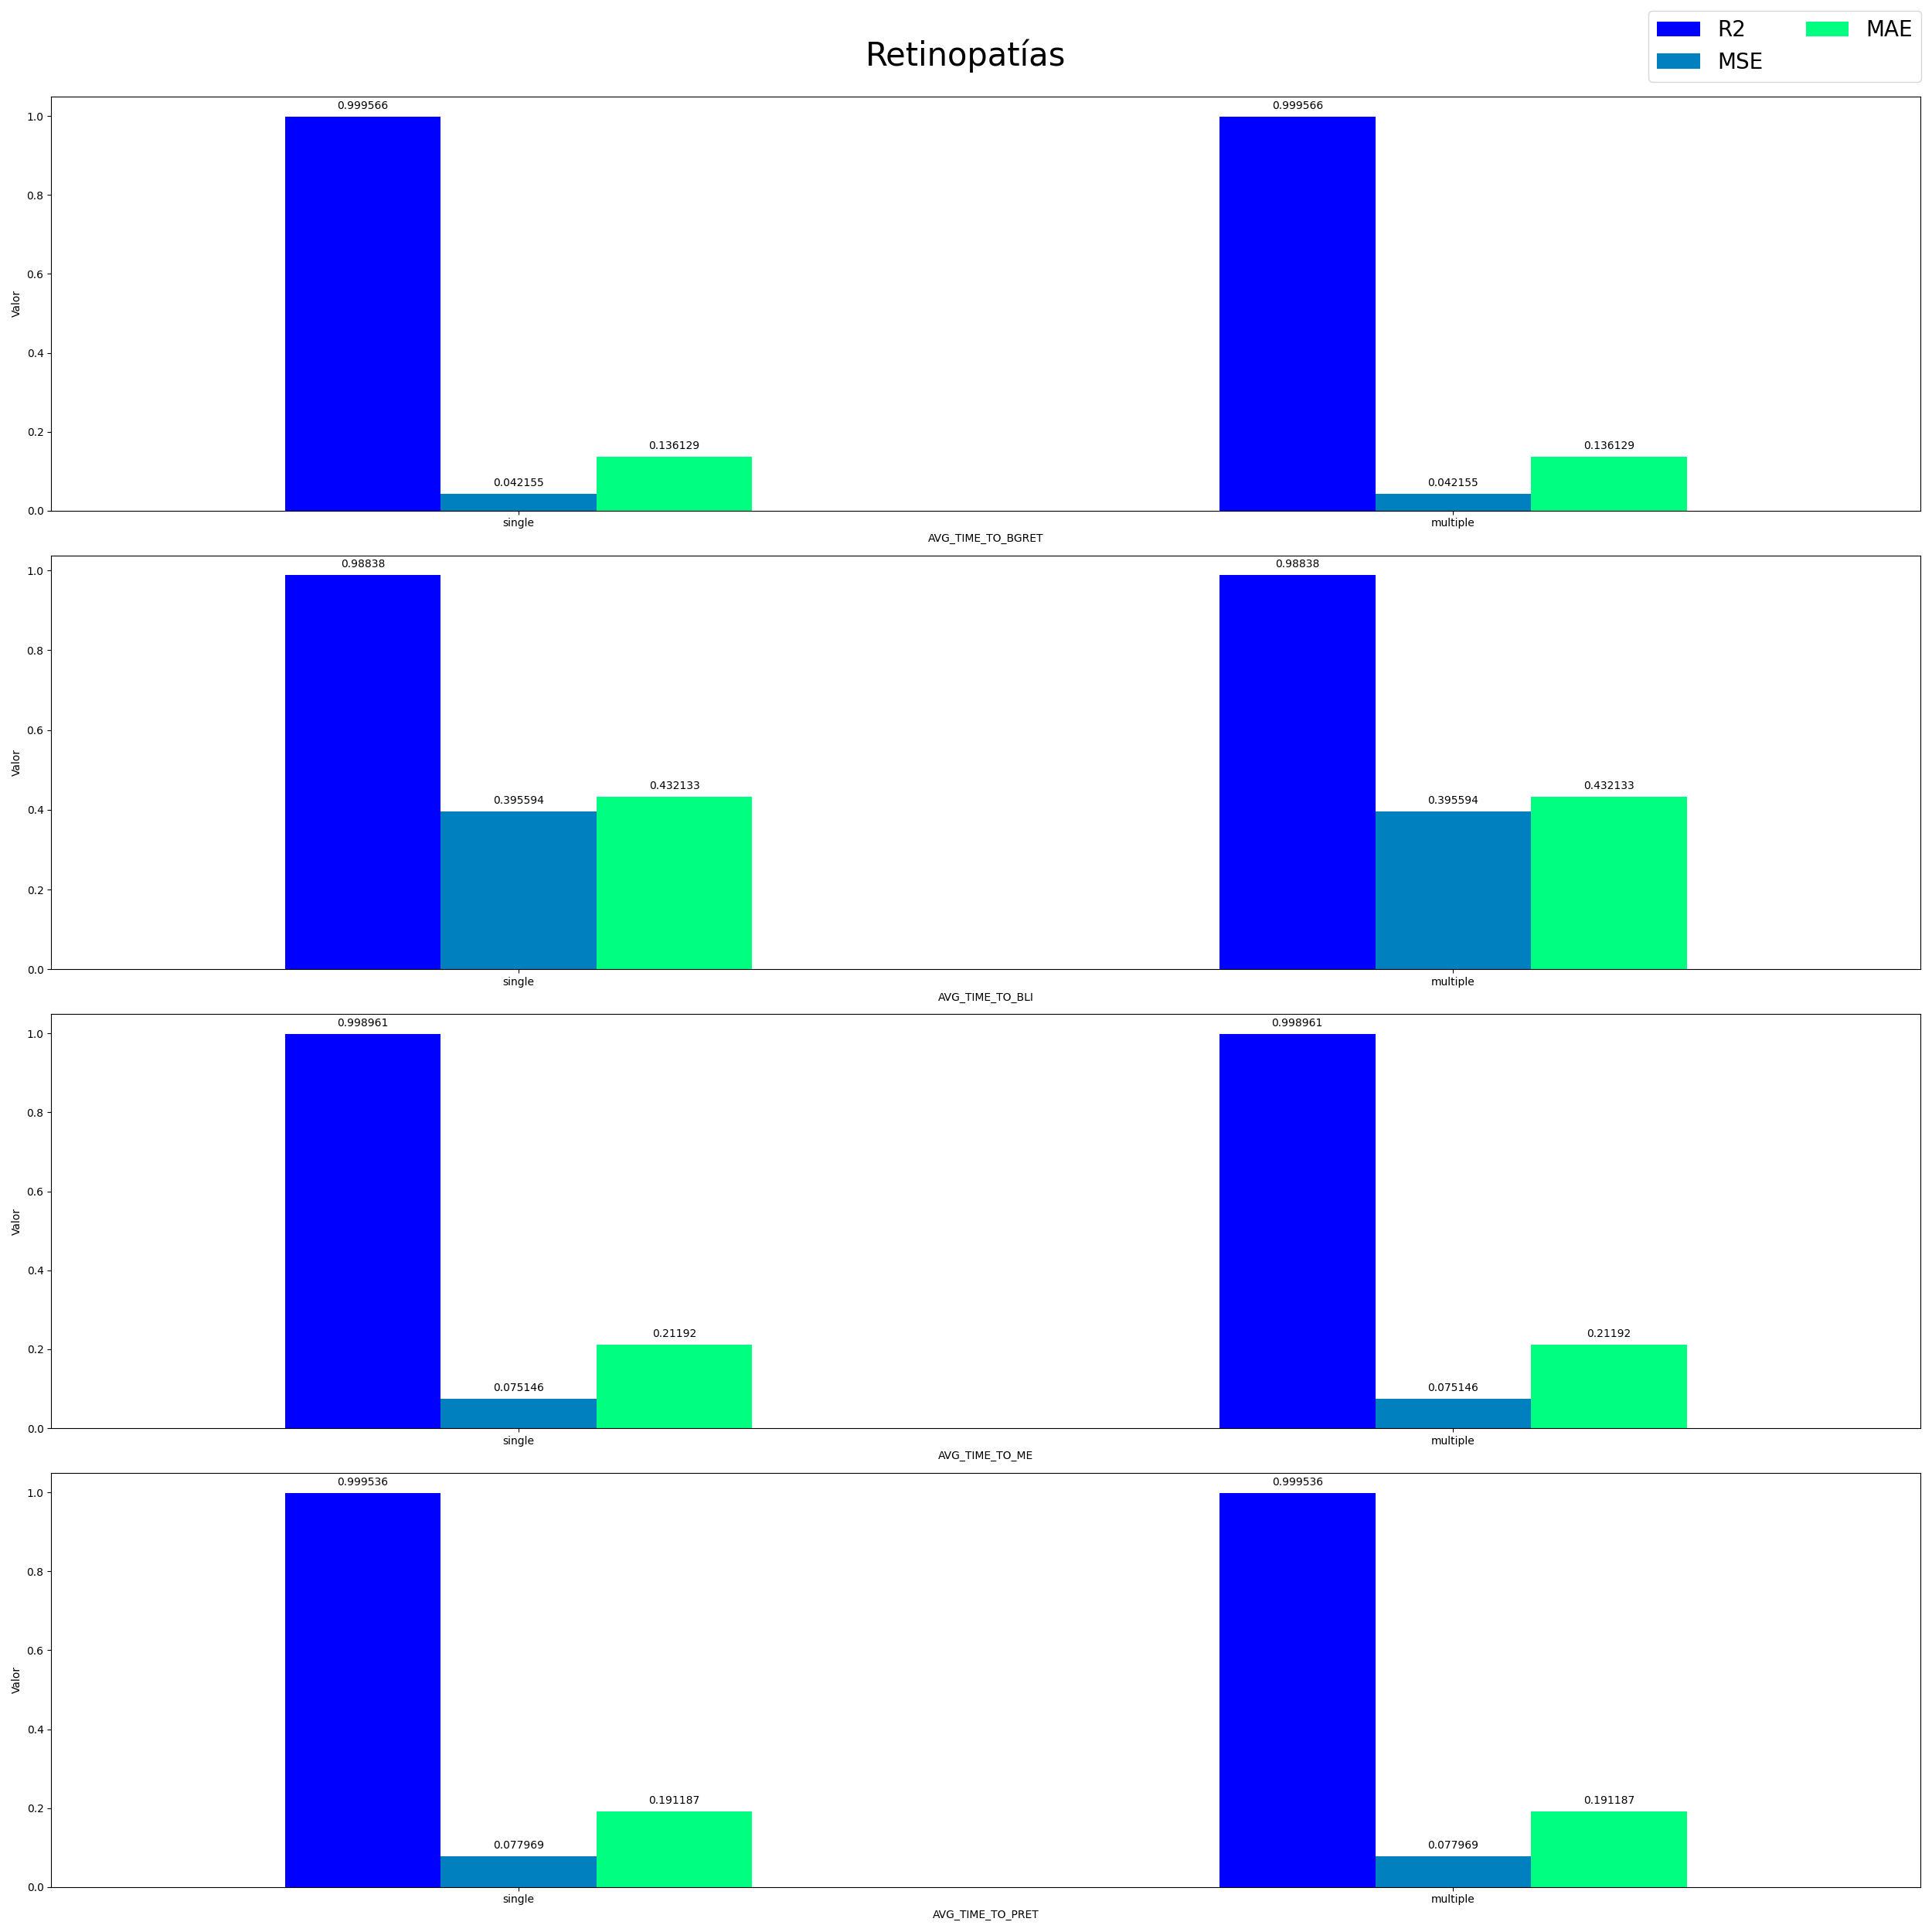 Retinopatías
R2 MAE
MSE
0.999566 0.999566
1.0
0.8
0.6
Valor
0.4
0.2
0.136129 0.136129
0.042155 0.042155
0.0
single multiple
AVG_TIME_TO_BGRET
0.98838 0.98838
1.0
0.8
0.6
Valor
0.432133 0.432133
0.4
0.395594 0.395594
0.2
0.0
single multiple
AVG_TIME_TO_BLI
0.998961 0.998961
1.0
0.8
0.6
Valor
0.4
0.21192 0.21192
0.2
0.075146 0.075146
0.0
single multiple
AVG_TIME_TO_ME
0.999536 0.999536
1.0
0.8
0.6
Valor
0.4
0.2
0.191187 0.191187
0.077969 0.077969
0.0
single multiple
AVG_TIME_TO_PRET